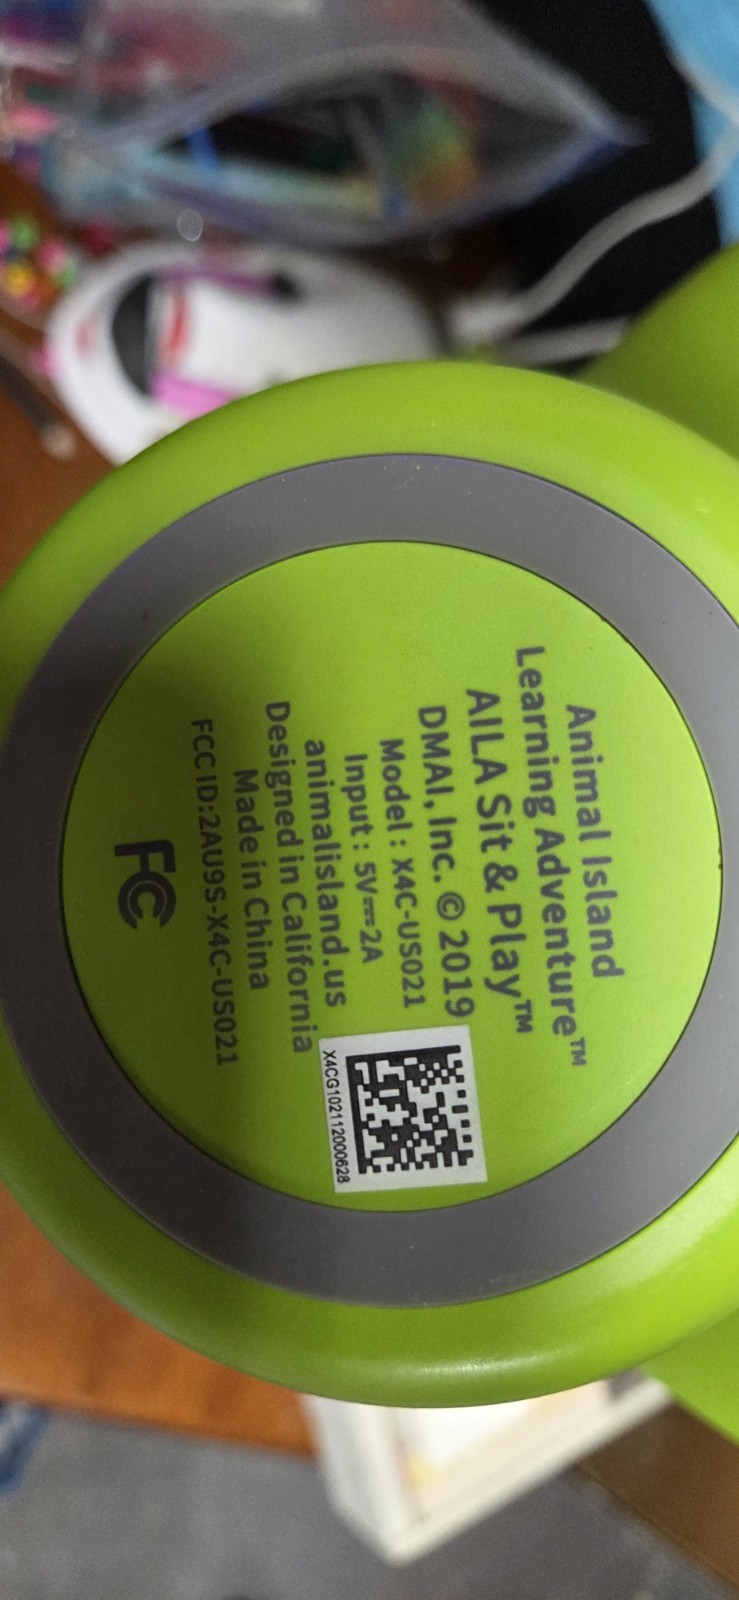 Animal Island
Learning Adventure™
AILA Sit & Play™
DMAI, Inc. © 2019
Model : X4C-US021
Input : 5V⎓2A
animalisland.us
Designed in California
Made in China
FCC ID:2AU9S-X4C-US021
FC
X4CG102112000628